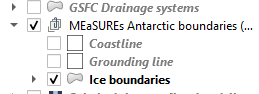 GSFC Drainage systems
MEaSUREs Antarctic boundaries (...
Coastline
Grounding line
Ice boundaries